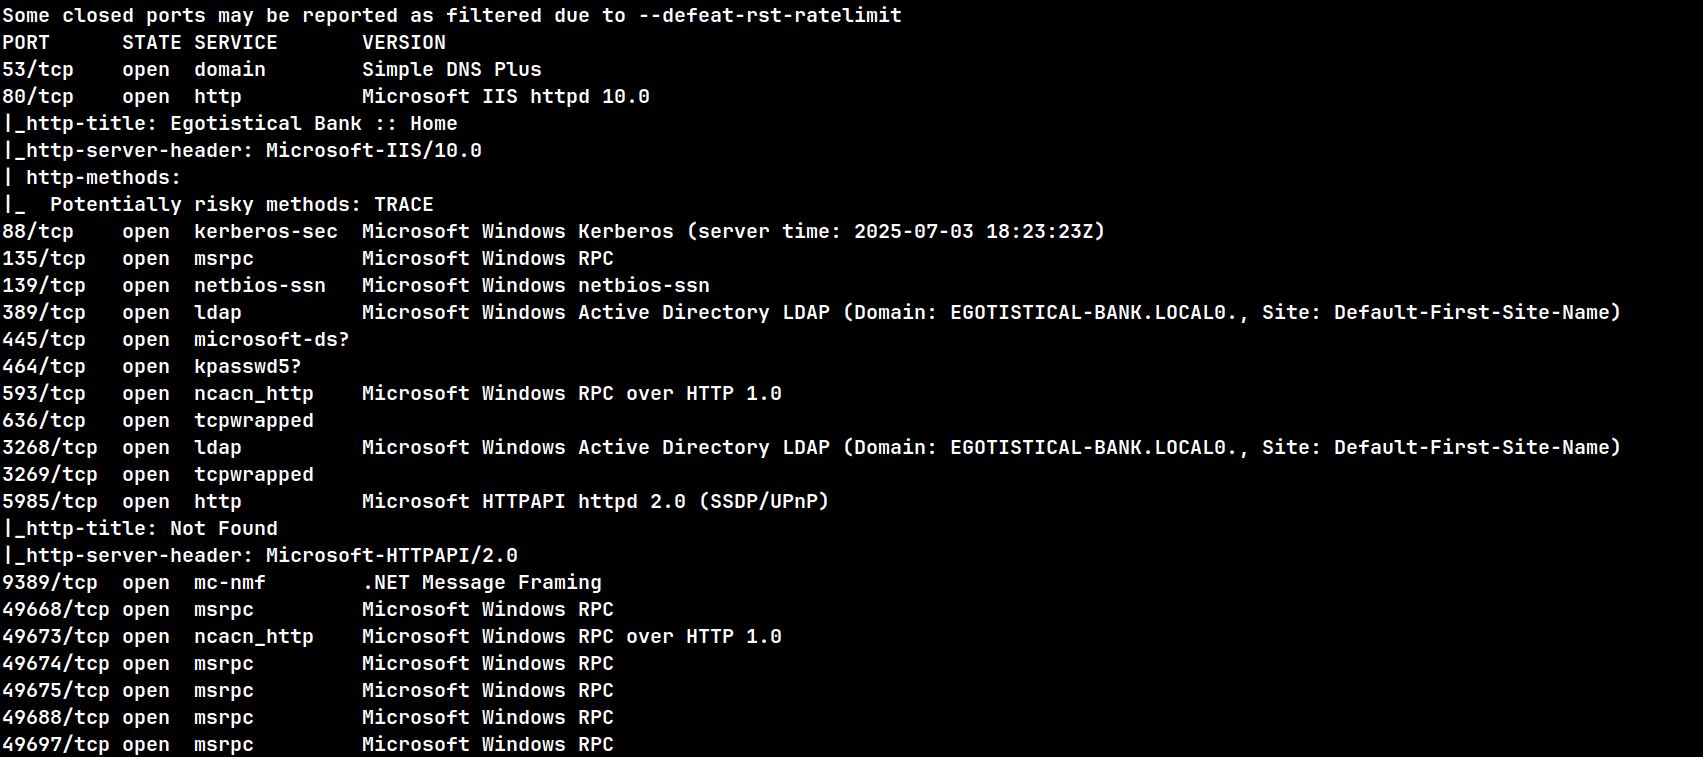 Some closed ports may be reported as filtered due to --defeat-rst-ratelimit
PORT      STATE SERVICE       VERSION
53/tcp    open  domain        Simple DNS Plus
80/tcp    open  http          Microsoft IIS httpd 10.0
|_http-title: Egotistical Bank :: Home
|_http-server-header: Microsoft-IIS/10.0
| http-methods:
|_  Potentially risky methods: TRACE
88/tcp    open  kerberos-sec  Microsoft Windows Kerberos (server time: 2025-07-03 18:23:23Z)
135/tcp   open  msrpc         Microsoft Windows RPC
139/tcp   open  netbios-ssn   Microsoft Windows netbios-ssn
389/tcp   open  ldap          Microsoft Windows Active Directory LDAP (Domain: EGOTISTICAL-BANK.LOCAL0., Site: Default-First-Site-Name)
445/tcp   open  microsoft-ds?
464/tcp   open  kpasswd5?
593/tcp   open  ncacn_http    Microsoft Windows RPC over HTTP 1.0
636/tcp   open  tcpwrapped
3268/tcp  open  ldap          Microsoft Windows Active Directory LDAP (Domain: EGOTISTICAL-BANK.LOCAL0., Site: Default-First-Site-Name)
3269/tcp  open  tcpwrapped
5985/tcp  open  http          Microsoft HTTPAPI httpd 2.0 (SSDP/UPnP)
|_http-title: Not Found
|_http-server-header: Microsoft-HTTPAPI/2.0
9389/tcp  open  mc-nmf        .NET Message Framing
49668/tcp open  msrpc         Microsoft Windows RPC
49673/tcp open  ncacn_http    Microsoft Windows RPC over HTTP 1.0
49674/tcp open  msrpc         Microsoft Windows RPC
49675/tcp open  msrpc         Microsoft Windows RPC
49688/tcp open  msrpc         Microsoft Windows RPC
49697/tcp open  msrpc         Microsoft Windows RPC